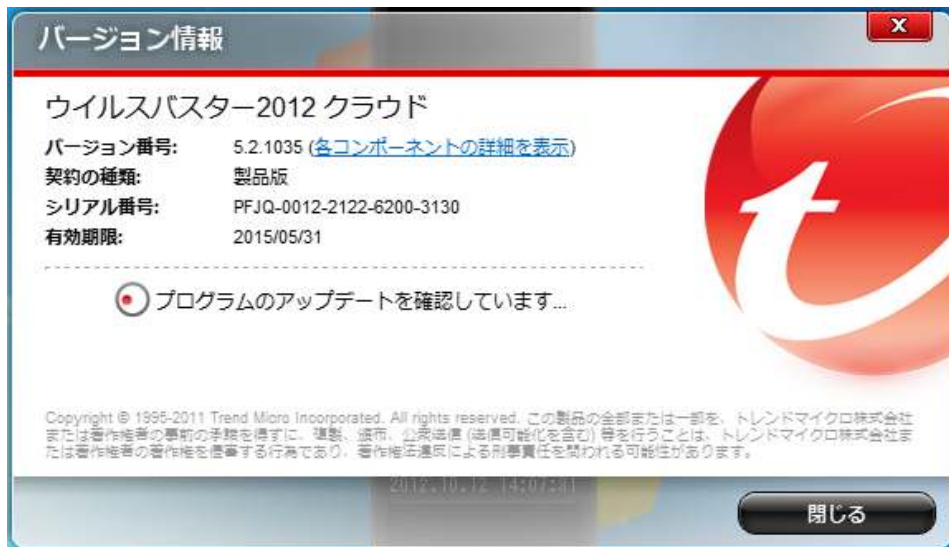 バージョン情報
X
ウイルスバスター2012 クラウド
バージョン番号: 5.2.1035 (各コンポーネントの詳細を表示)
契約の種類: 製品版
シリアル番号: PFJQ-0012-2122-6200-3130
有効期限: 2015/05/31
プログラムのアップデートを確認しています...
Copyright © 1995-2011 Trend Micro Incorporated. All rights reserved. この製品の全部または一部を、トレンドマイクロ株式会社
または著作権者の事前の承諾を得ずに、複製、頒布、公衆送信 (送信可能化を含む) 等を行うことは、トレンドマイクロ株式会社ま
たは著作権者の著作権を侵害する行為であり、著作権法違反による刑事責任を問われる可能性があります。
2012.10.12 14:07:31
閉じる